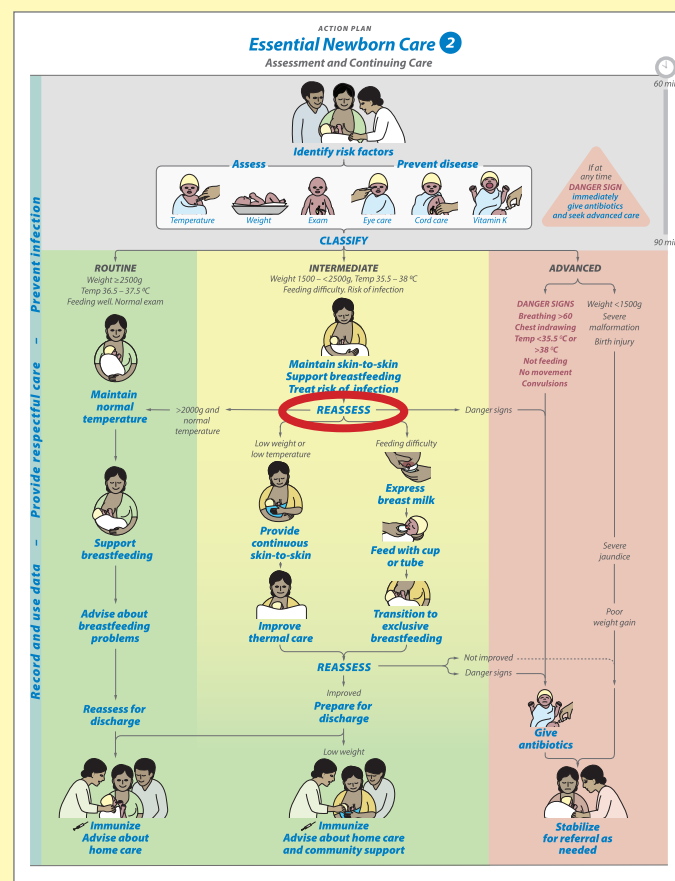 ACTION PLAN
Essential Newborn Care 2
Assessment and Continuing Care
60 min
Identify risk factors
Assess
Prevent disease
Temperature
Weight
Exam
Eye care
Cord care
Vitamin K
If at
any time
DANGER SIGN
immediately
give antibiotics
and seek advanced care
CLASSIFY
90 min
Prevent infection
–
Provide respectful care
–
Record and use data
ROUTINE
Weight ≥2500g
Temp 36.5 – 37.5 ºC
Feeding well. Normal exam
INTERMEDIATE
Weight 1500 – <2500g, Temp 35.5 – 38 ºC
Feeding difficulty. Risk of infection
ADVANCED
DANGER SIGNS
Breathing >60
Chest indrawing
Temp <35.5 ºC or
>38 ºC
Not feeding
No movement
Convulsions
Weight <1500g
Severe
malformation
Birth injury
Maintain
normal
temperature
Maintain skin-to-skin
Support breastfeeding
Treat risk of infection
>2000g and
normal
temperature
REASSESS
Danger signs
Low weight or
low temperature
Feeding difficulty
Express
breast milk
Support
breastfeeding
Provide
continuous
skin-to-skin
Feed with cup
or tube
Severe
jaundice
Advise about
breastfeeding
problems
Improve
thermal care
Transition to
exclusive
breastfeeding
Poor
weight gain
REASSESS
Not improved
Danger signs
Improved
Reassess for
discharge
Prepare for
discharge
Give
antibiotics
Low weight
Immunize
Advise about
home care
Immunize
Advise about home care
and community support
Stabilize
for referral as
needed